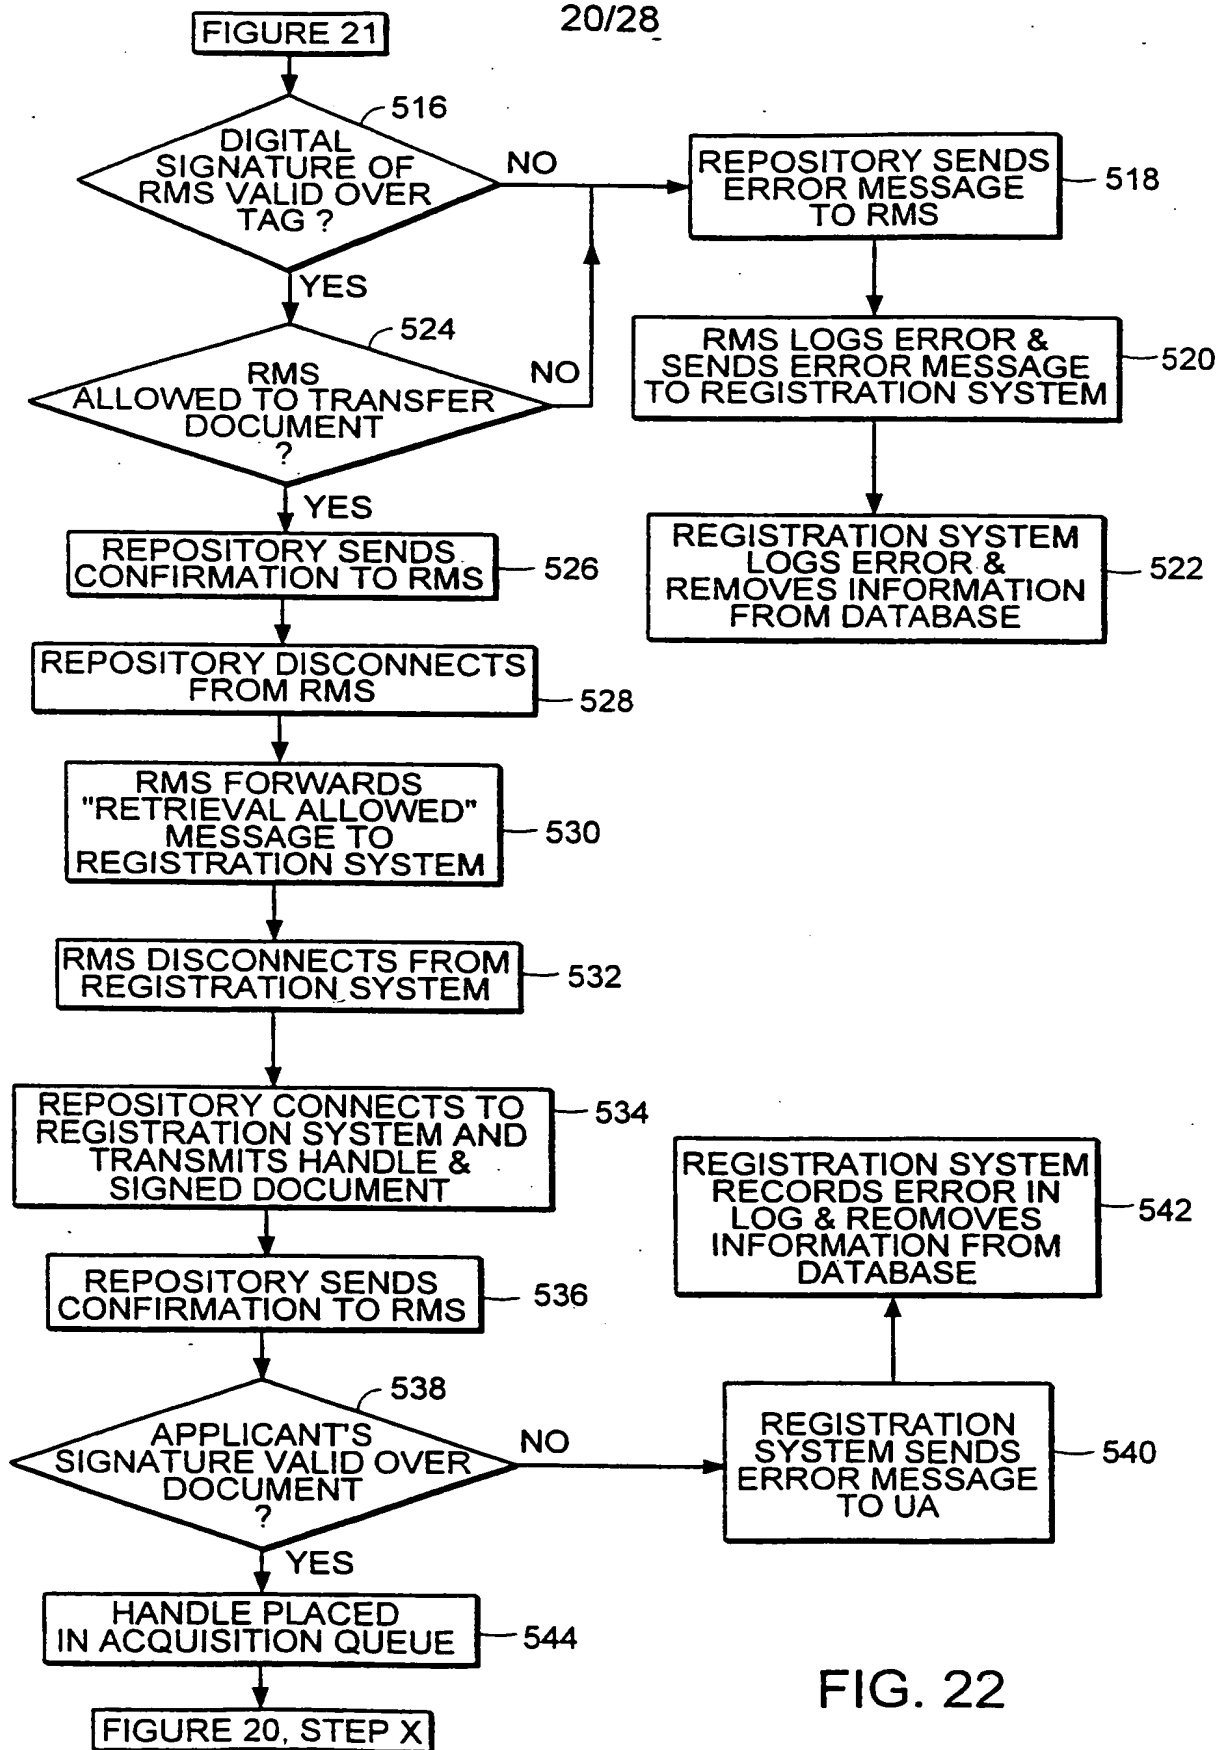 20/28
FIGURE 21
516
DIGITAL
SIGNATURE OF
RMS VALID OVER
TAG ?
NO
REPOSITORY SENDS
ERROR MESSAGE
TO RMS
518
YES
524
RMS
ALLOWED TO TRANSFER
DOCUMENT
?
NO
RMS LOGS ERROR &
SENDS ERROR MESSAGE
TO REGISTRATION SYSTEM
520
YES
REPOSITORY SENDS
CONFIRMATION TO RMS
526
REGISTRATION SYSTEM
LOGS ERROR &
REMOVES INFORMATION
FROM DATABASE
522
REPOSITORY DISCONNECTS
FROM RMS
528
RMS FORWARDS
"RETRIEVAL ALLOWED"
MESSAGE TO
REGISTRATION SYSTEM
530
RMS DISCONNECTS FROM
REGISTRATION SYSTEM
532
REPOSITORY CONNECTS TO
REGISTRATION SYSTEM AND
TRANSMITS HANDLE &
SIGNED DOCUMENT
534
REPOSITORY SENDS
CONFIRMATION TO RMS
536
538
APPLICANT'S
SIGNATURE VALID OVER
DOCUMENT
?
NO
REGISTRATION
SYSTEM SENDS
ERROR MESSAGE
TO UA
540
REGISTRATION SYSTEM
RECORDS ERROR IN
LOG & REOMOVES
INFORMATION FROM
DATABASE
542
YES
HANDLE PLACED
IN ACQUISITION QUEUE
544
FIGURE 20, STEP X
FIG. 22